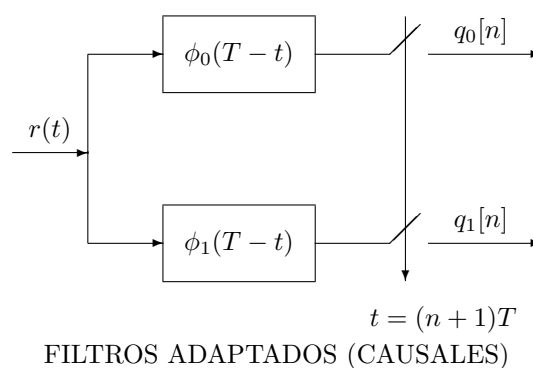 ϕ₀(T − t)
q₀[n]
r(t)
ϕ₁(T − t)
q₁[n]
t = (n + 1)T
FILTROS ADAPTADOS (CAUSALES)